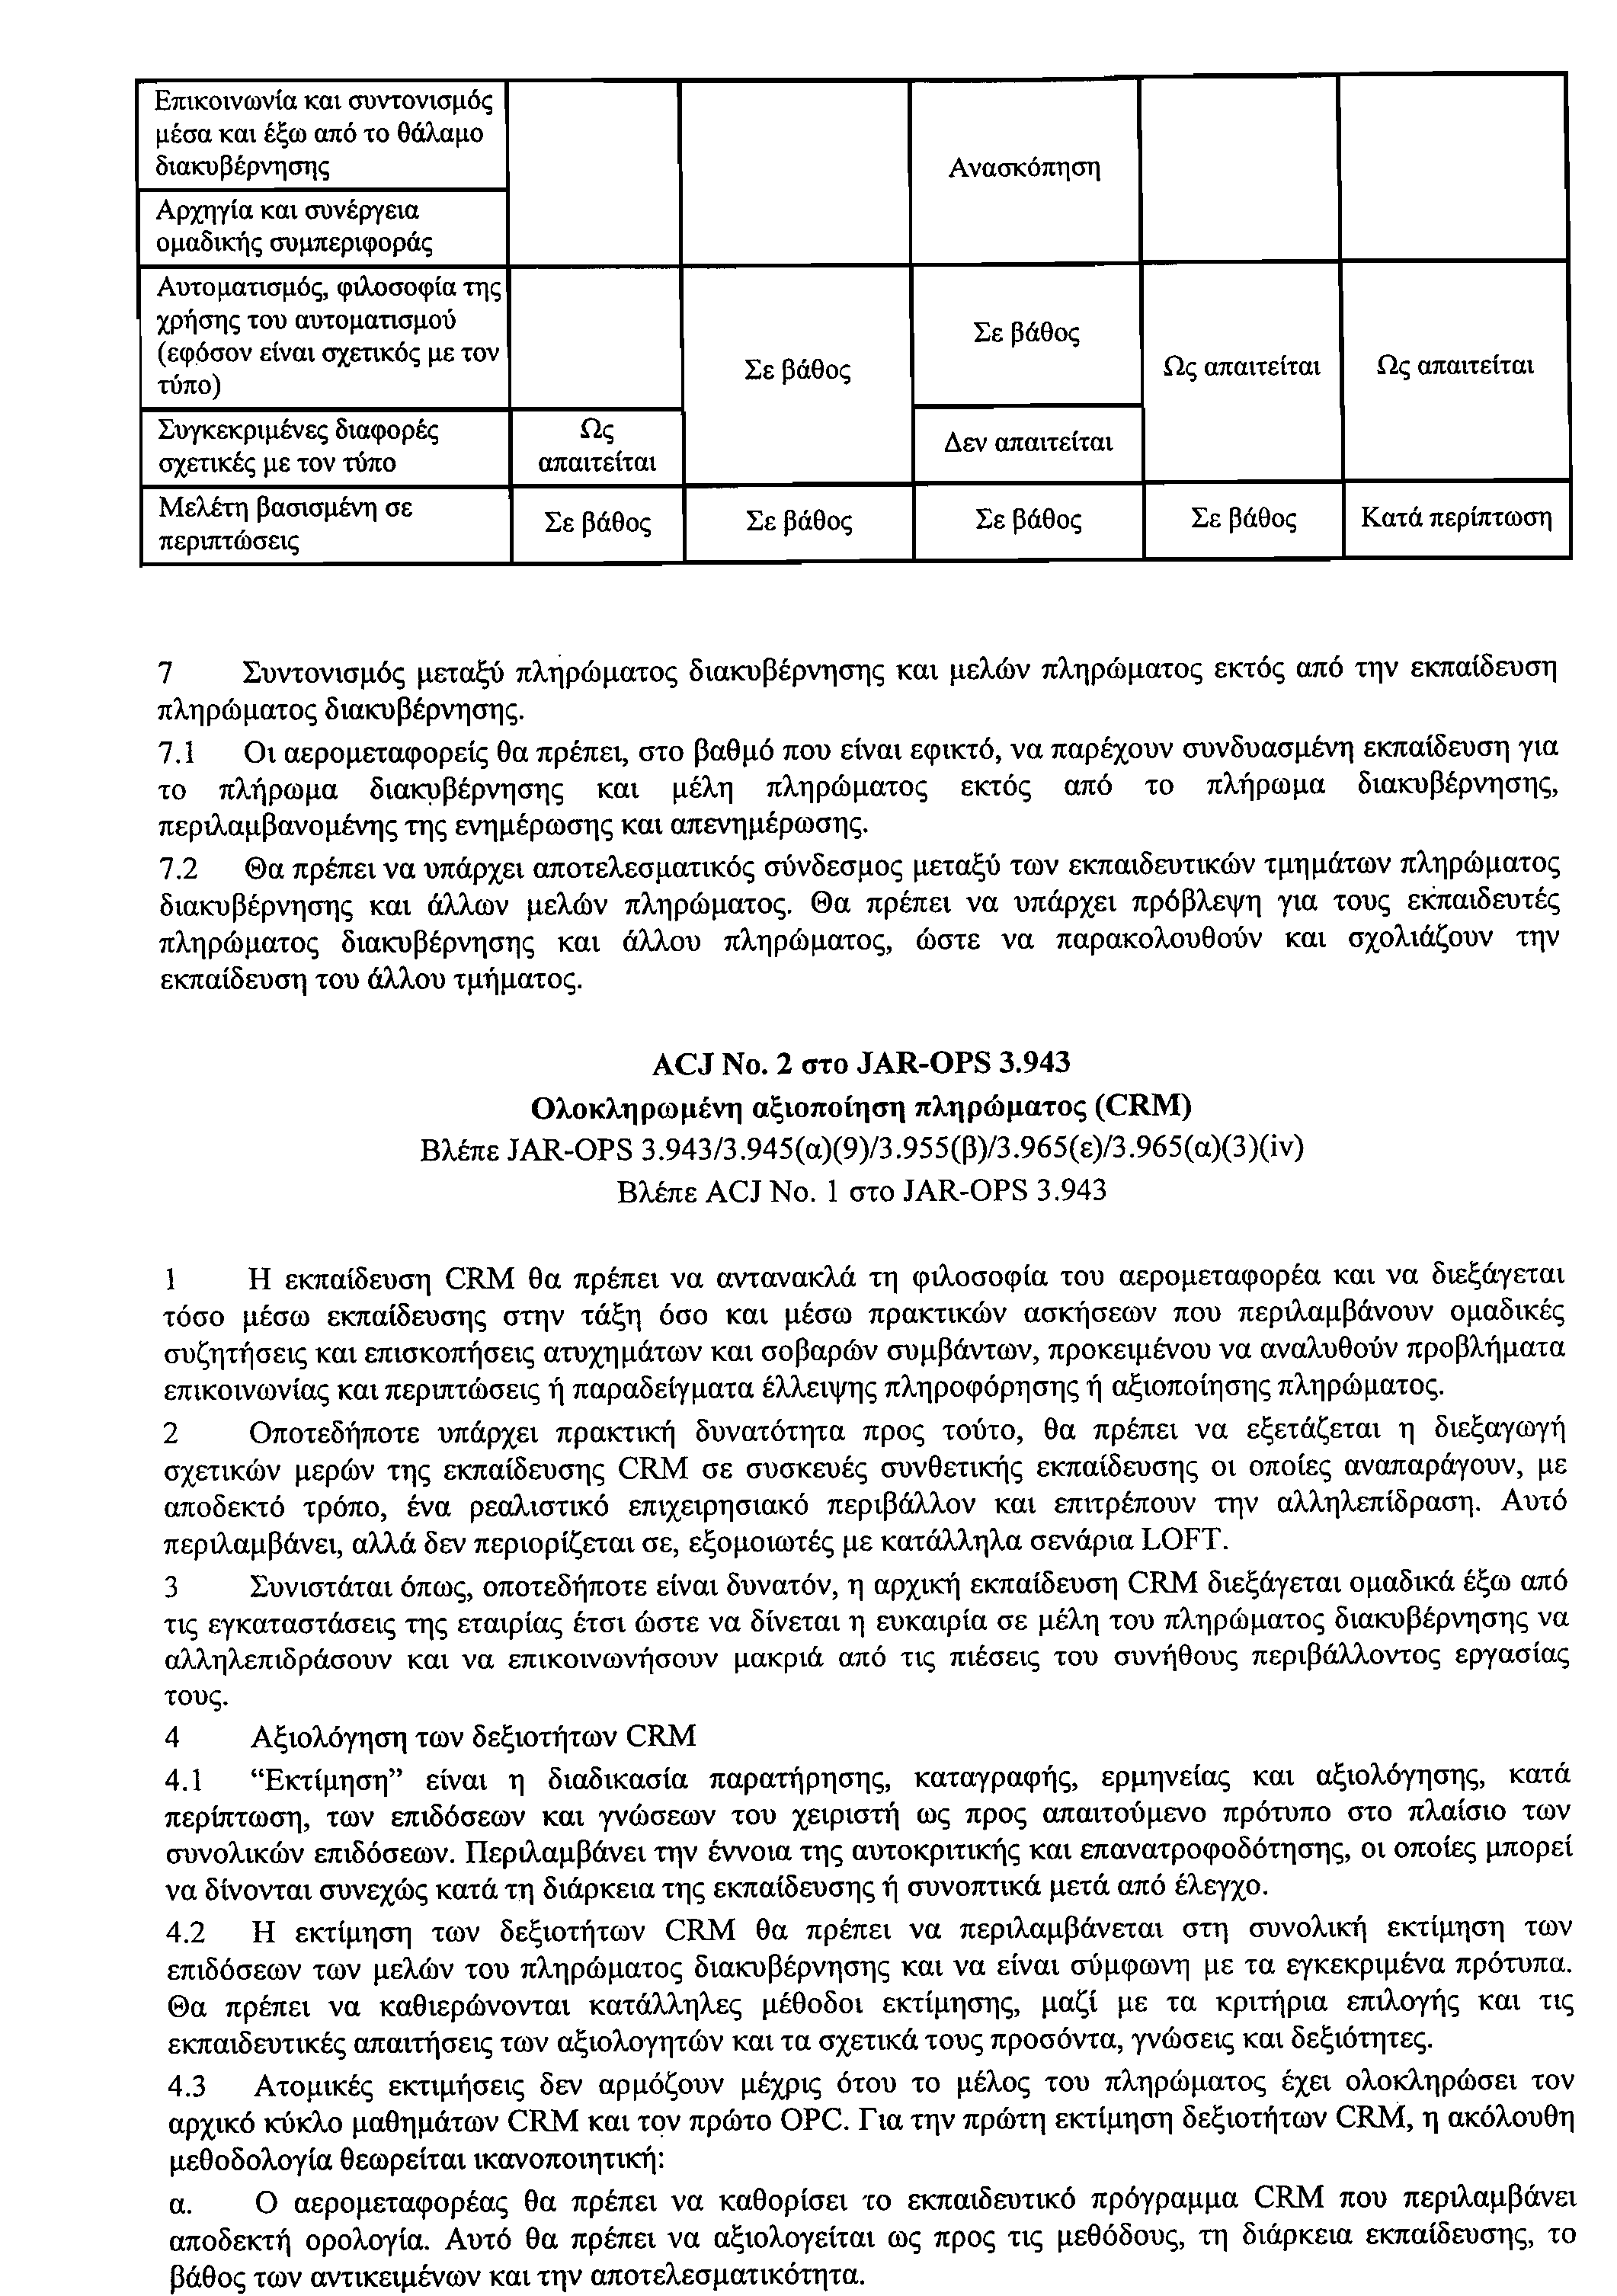 Επικοινωνία και συντονισμός
μέσα και έξω από το θάλαμο
διακυβέρνησης
Ανασκόπηση
Αρχηγία και συνέργεια
ομαδικής συμπεριφοράς
Αυτοματισμός, φιλοσοφία της
χρήσης του αυτοματισμού
(εφόσον είναι σχετικός με τον
τύπο)
Σε βάθος
Σε βάθος
Ως απαιτείται
Ως απαιτείται
Συγκεκριμένες διαφορές
σχετικές με τον τύπο
Ως
απαιτείται
Δεν απαιτείται
Μελέτη βασισμένη σε
περιπτώσεις
Σε βάθος
Σε βάθος
Σε βάθος
Σε βάθος
Κατά περίπτωση
7 Συντονισμός μεταξύ πληρώματος διακυβέρνησης και μελών πληρώματος εκτός από την εκπαίδευση
πληρώματος διακυβέρνησης.
7.1 Οι αερομεταφορείς θα πρέπει, στο βαθμό που είναι εφικτό, να παρέχουν συνδυασμένη εκπαίδευση για
το πλήρωμα διακυβέρνησης και μέλη πληρώματος εκτός από το πλήρωμα διακυβέρνησης,
περιλαμβανομένης της ενημέρωσης και απενημέρωσης.
7.2 Θα πρέπει να υπάρχει αποτελεσματικός σύνδεσμος μεταξύ των εκπαιδευτικών τμημάτων πληρώματος
διακυβέρνησης και άλλων μελών πληρώματος. Θα πρέπει να υπάρχει πρόβλεψη για τους εκπαιδευτές
πληρώματος διακυβέρνησης και άλλου πληρώματος, ώστε να παρακολουθούν και σχολιάζουν την
εκπαίδευση του άλλου τμήματος.
ACJ No. 2 στο JAR-OPS 3.943
Ολοκληρωμένη αξιοποίηση πληρώματος (CRM)
Βλέπε JAR-OPS 3.943/3.945(α)(9)/3.955(β)/3.965(ε)/3.965(α)(3)(iv)
Βλέπε ACJ No. 1 στο JAR-OPS 3.943
1 Η εκπαίδευση CRM θα πρέπει να αντανακλά τη φιλοσοφία του αερομεταφορέα και να διεξάγεται
τόσο μέσω εκπαίδευσης στην τάξη όσο και μέσω πρακτικών ασκήσεων που περιλαμβάνουν ομαδικές
συζητήσεις και επισκοπήσεις ατυχημάτων και σοβαρών συμβάντων, προκειμένου να αναλυθούν προβλήματα
επικοινωνίας και περιπτώσεις ή παραδείγματα έλλειψης πληροφόρησης ή αξιοποίησης πληρώματος.
2 Οποτεδήποτε υπάρχει πρακτική δυνατότητα προς τούτο, θα πρέπει να εξετάζεται η διεξαγωγή
σχετικών μερών της εκπαίδευσης CRM σε συσκευές συνθετικής εκπαίδευσης οι οποίες αναπαράγουν, με
αποδεκτό τρόπο, ένα ρεαλιστικό επιχειρησιακό περιβάλλον και επιτρέπουν την αλληλεπίδραση. Αυτό
περιλαμβάνει, αλλά δεν περιορίζεται σε, εξομοιωτές με κατάλληλα σενάρια LOFT.
3 Συνιστάται όπως, οποτεδήποτε είναι δυνατόν, η αρχική εκπαίδευση CRM διεξάγεται ομαδικά έξω από
τις εγκαταστάσεις της εταιρίας έτσι ώστε να δίνεται η ευκαιρία σε μέλη του πληρώματος διακυβέρνησης να
αλληλεπιδράσουν και να επικοινωνήσουν μακριά από τις πιέσεις του συνήθους περιβάλλοντος εργασίας
τους.
4 Αξιολόγηση των δεξιοτήτων CRM
4.1 “Εκτίμηση” είναι η διαδικασία παρατήρησης, καταγραφής, ερμηνείας και αξιολόγησης, κατά
περίπτωση, των επιδόσεων και γνώσεων του χειριστή ως προς απαιτούμενο πρότυπο στο πλαίσιο των
συνολικών επιδόσεων. Περιλαμβάνει την έννοια της αυτοκριτικής και επανατροφοδότησης, οι οποίες μπορεί
να δίνονται συνεχώς κατά τη διάρκεια της εκπαίδευσης ή συνοπτικά μετά από έλεγχο.
4.2 Η εκτίμηση των δεξιοτήτων CRM θα πρέπει να περιλαμβάνεται στη συνολική εκτίμηση των
επιδόσεων των μελών του πληρώματος διακυβέρνησης και να είναι σύμφωνη με τα εγκεκριμένα πρότυπα.
Θα πρέπει να καθιερώνονται κατάλληλες μέθοδοι εκτίμησης, μαζί με τα κριτήρια επιλογής και τις
εκπαιδευτικές απαιτήσεις των αξιολογητών και τα σχετικά τους προσόντα, γνώσεις και δεξιότητες.
4.3 Ατομικές εκτιμήσεις δεν αρμόζουν μέχρις ότου το μέλος του πληρώματος έχει ολοκληρώσει τον
αρχικό κύκλο μαθημάτων CRM και τον πρώτο OPC. Για την πρώτη εκτίμηση δεξιοτήτων CRM, η ακόλουθη
μεθοδολογία θεωρείται ικανοποιητική:
α. Ο αερομεταφορέας θα πρέπει να καθορίσει το εκπαιδευτικό πρόγραμμα CRM που περιλαμβάνει
αποδεκτή ορολογία. Αυτό θα πρέπει να αξιολογείται ως προς τις μεθόδους, τη διάρκεια εκπαίδευσης, το
βάθος των αντικειμένων και την αποτελεσματικότητα.